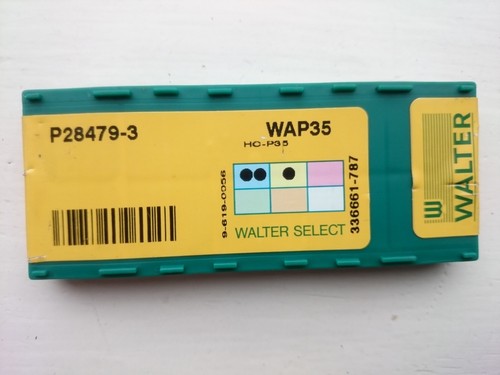 P28479-3
WAP35
HC-P35
9-619-0056
336661-787
WALTER SELECT
WALTER